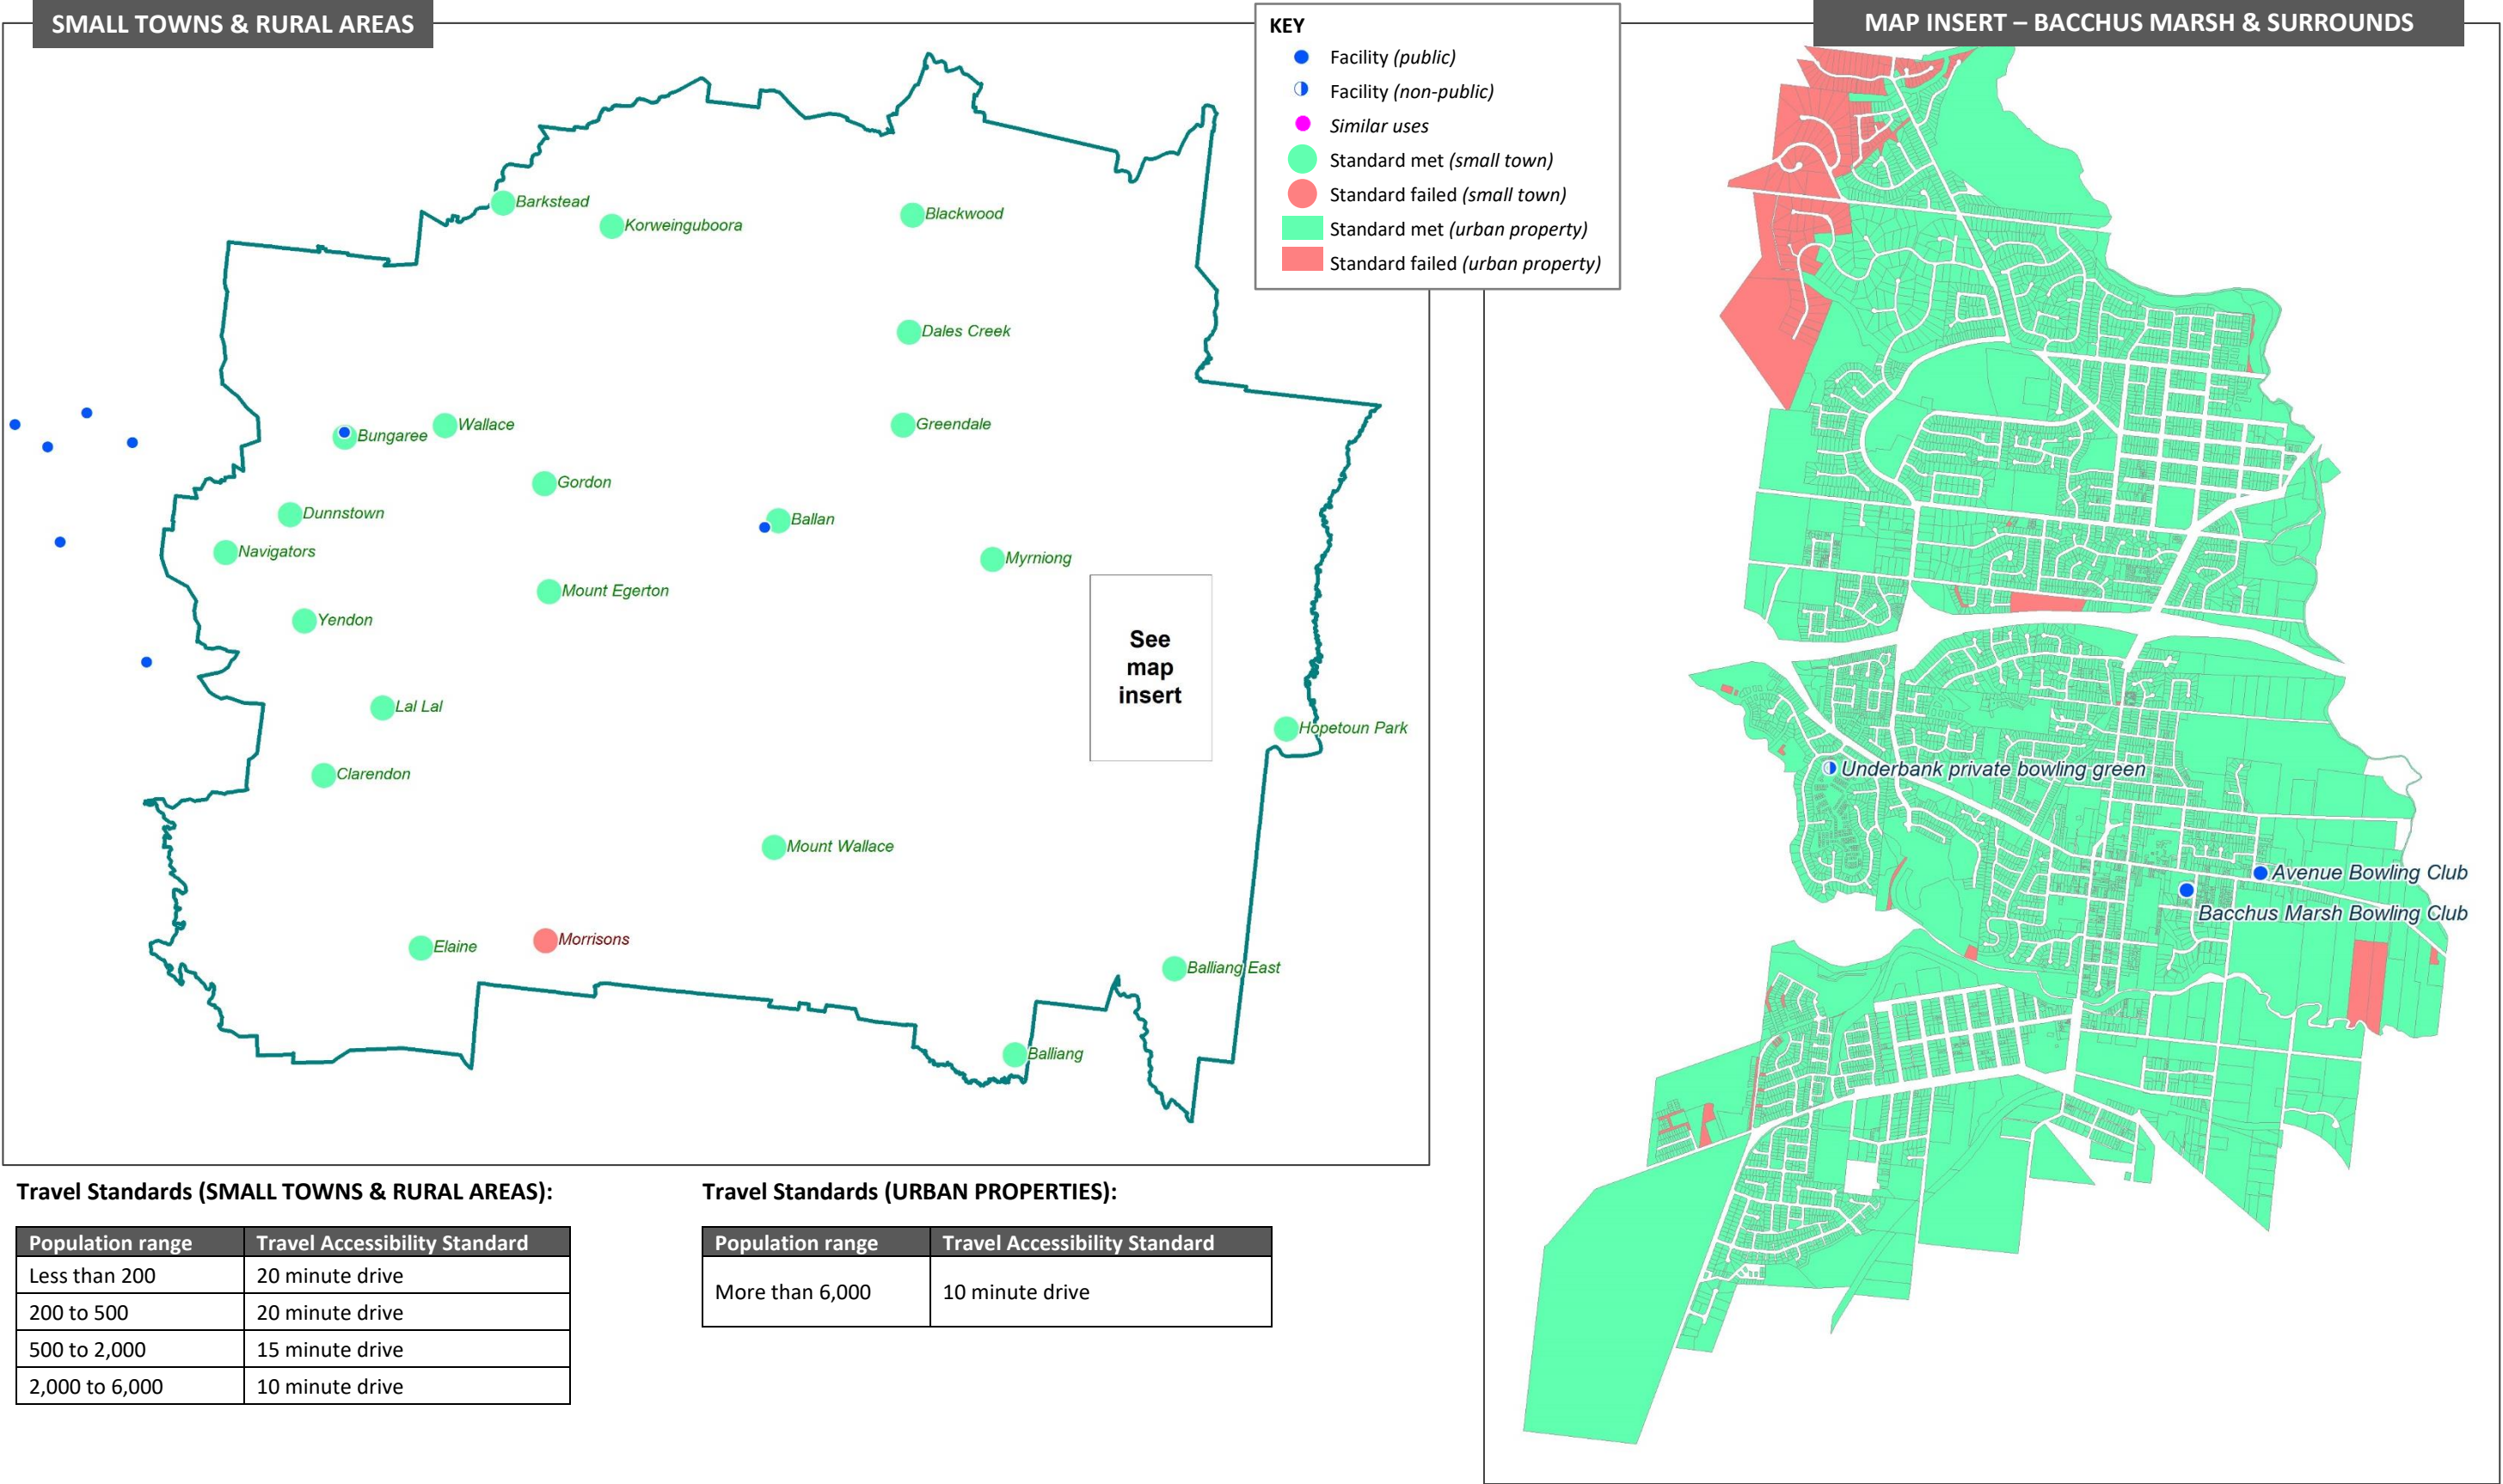 SMALL TOWNS & RURAL AREAS
KEY
Facility (public)
Facility (non-public)
Similar uses
Standard met (small town)
Standard failed (small town)
Standard met (urban property)
Standard failed (urban property)
MAP INSERT – BACCHUS MARSH & SURROUNDS
Barkstead
Korweinguboora
Blackwood
Dales Creek
Bungaree
Wallace
Greendale
Gordon
Dunnstown
Ballan
Navigators
Myrniong
Mount Egerton
Yendon
See
map
insert
Lal Lal
Hopetoun Park
Clarendon
Mount Wallace
Elaine
Morrisons
Balliang East
Balliang
Underbank private bowling green
Avenue Bowling Club
Bacchus Marsh Bowling Club
Travel Standards (SMALL TOWNS & RURAL AREAS):
Population range Travel Accessibility Standard
Less than 200 20 minute drive
200 to 500 20 minute drive
500 to 2,000 15 minute drive
2,000 to 6,000 10 minute drive
Travel Standards (URBAN PROPERTIES):
Population range Travel Accessibility Standard
More than 6,000 10 minute drive